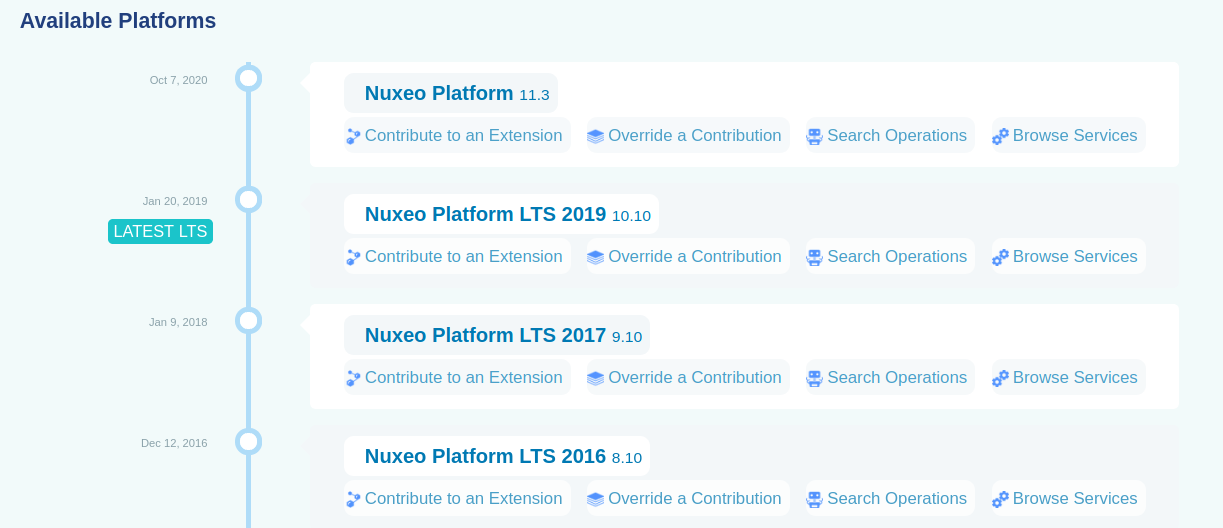 Available Platforms
Oct 7, 2020
Nuxeo Platform 11.3
Contribute to an Extension Override a Contribution Search Operations Browse Services
Jan 20, 2019
LATEST LTS
Nuxeo Platform LTS 2019 10.10
Contribute to an Extension Override a Contribution Search Operations Browse Services
Jan 9, 2018
Nuxeo Platform LTS 2017 9.10
Contribute to an Extension Override a Contribution Search Operations Browse Services
Dec 12, 2016
Nuxeo Platform LTS 2016 8.10
Contribute to an Extension Override a Contribution Search Operations Browse Services